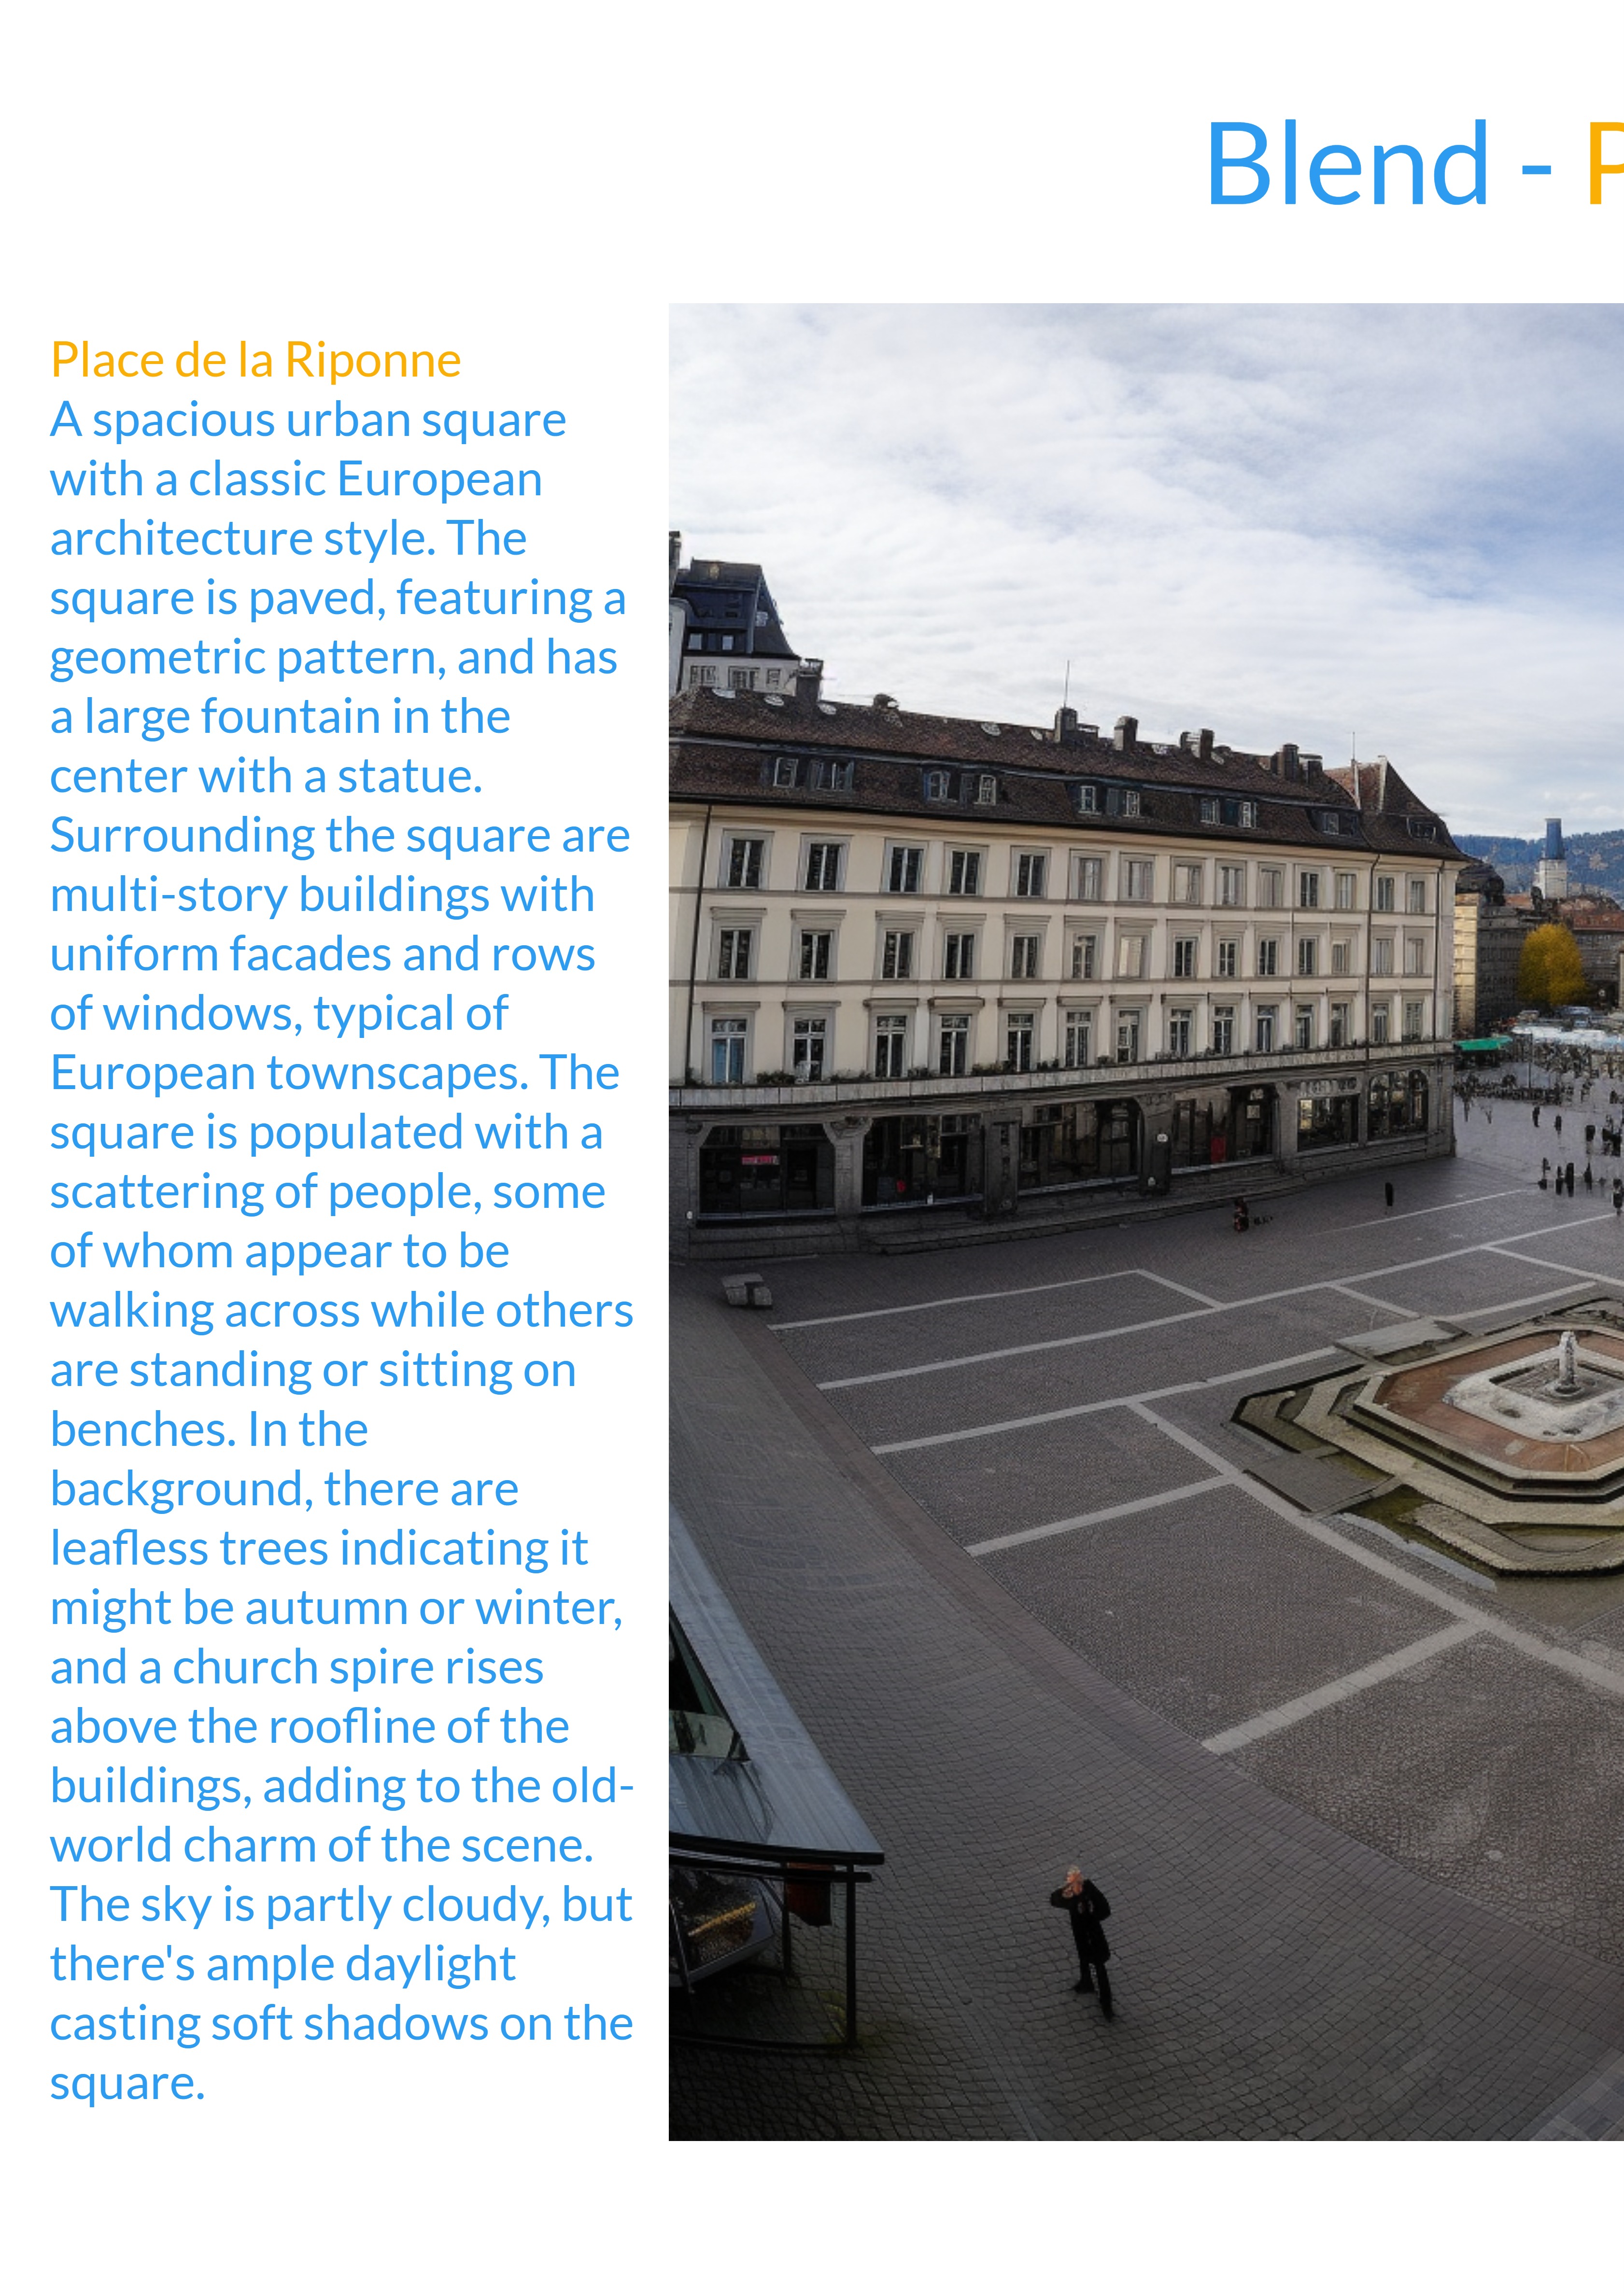 Blend - P
Place de la Riponne
A spacious urban square
with a classic European
architecture style. The
square is paved, featuring a
geometric pattern, and has
a large fountain in the
center with a statue.
Surrounding the square are
multi-story buildings with
uniform facades and rows
of windows, typical of
European townscapes. The
square is populated with a
scattering of people, some
of whom appear to be
walking across while others
are standing or sitting on
benches. In the
background, there are
leafless trees indicating it
might be autumn or winter,
and a church spire rises
above the roofline of the
buildings, adding to the old-
world charm of the scene.
The sky is partly cloudy, but
there's ample daylight
casting soft shadows on the
square.